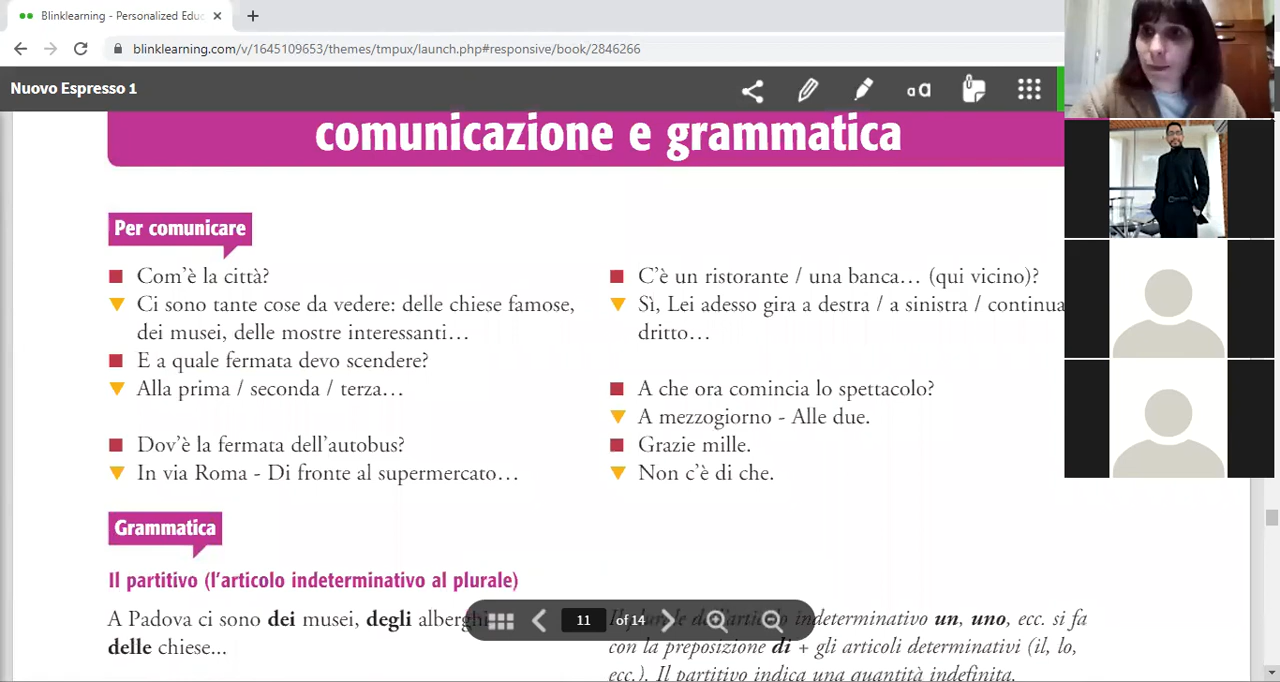 Blinklearning - Personalized Educ
blinklearning.com/v/1645109653/themes/tmpux/launch.php#responsive/book/2846266
Nuovo Espresso 1
aa
comunicazione e grammatica
Per comunicare
Com'è la città?
Ci sono tante cose da vedere: delle chiese famose,
dei musei, delle mostre interessanti…
E a quale fermata devo scendere?
Alla prima / seconda / terza…
Dov'è la fermata dell'autobus?
In via Roma - Di fronte al supermercato…
C'è un ristorante / una banca… (qui vicino)?
Sì, Lei adesso gira a destra / a sinistra / continua
dritto…
A che ora comincia lo spettacolo?
A mezzogiorno - Alle due.
Grazie mille.
Non c'è di che.
Grammatica
Il partitivo (l'articolo indeterminativo al plurale)
A Padova ci sono dei musei, degli alberghi
delle chiese...
11 of 14
Il plurale dell'articolo indeterminativo un, uno, ecc. si fa
con la preposizione di + gli articoli determinativi (il, lo,
ecc.). Il partitivo indica una quantità indefinita.